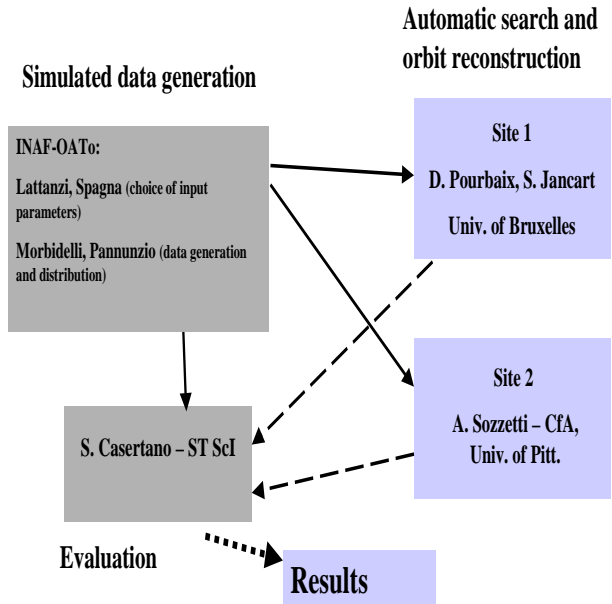 Automatic search and
orbit reconstruction
Simulated data generation
INAF-OATo:
Lattanzi, Spagna (choice of input
parameters)
Morbidelli, Pannunzio (data generation
and distribution)
Site 1
D. Pourbaix, S. Jancart
Univ. of Bruxelles
Site 2
A. Sozzetti – CfA,
Univ. of Pitt.
S. Casertano – ST ScI
Evaluation
Results